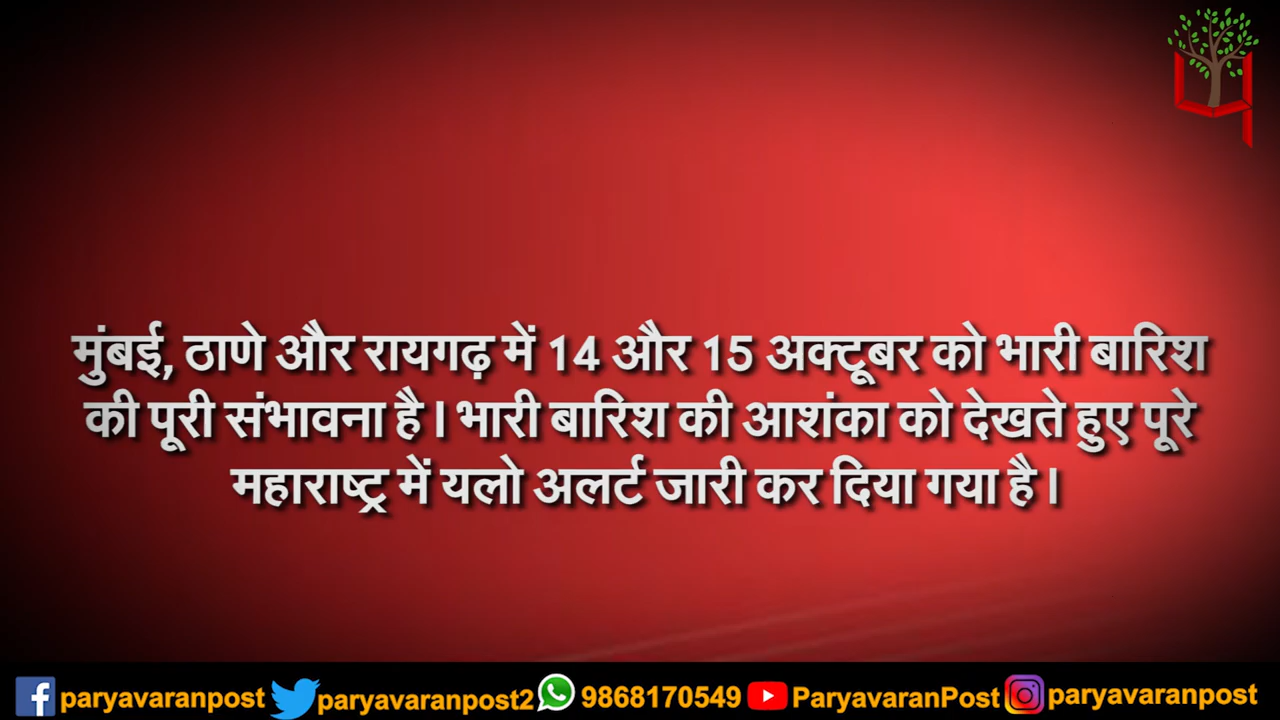 मुंबई, ठाणे और रायगढ़ में 14 और 15 अक्टूबर को भारी बारिश
की पूरी संभावना है। भारी बारिश की आशंका को देखते हुए पूरे
महाराष्ट्र में यलो अलर्ट जारी कर दिया गया है।
paryavaranpost paryavaranpost2 9868170549 ParyavaranPost paryavaranpost